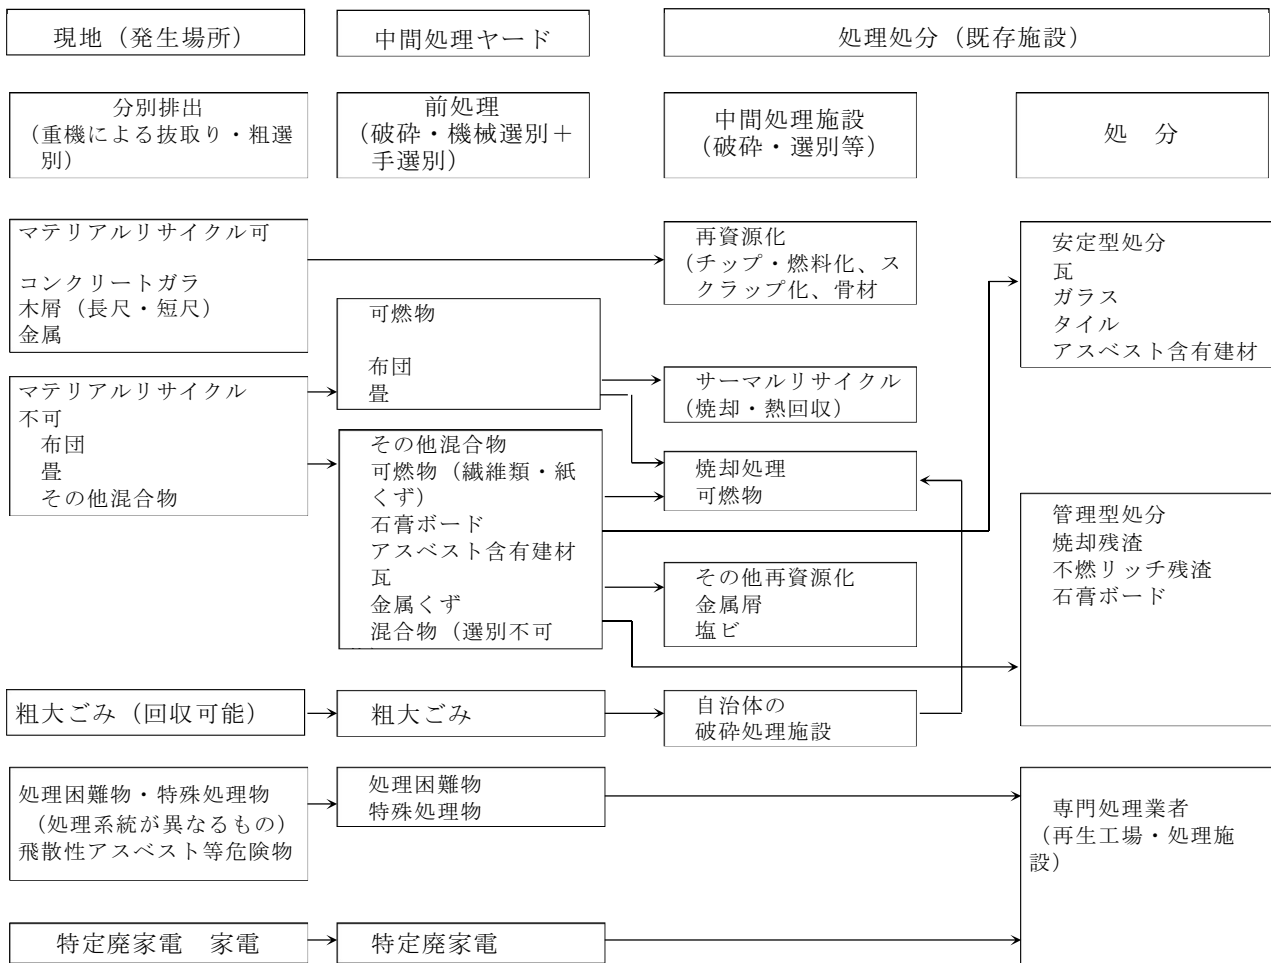 現地（発生場所）
中間処理ヤード
処理処分（既存施設）
分別排出
（重機による抜取り・粗選
別）
前処理
（破砕・機械選別＋
手選別）
中間処理施設
（破砕・選別等）
処　分
マテリアルリサイクル可
コンクリートガラ
木屑（長尺・短尺）
金属
再資源化
（チップ・燃料化、ス
クラップ化、骨材
安定型処分
瓦
ガラス
タイル
アスベスト含有建材
可燃物
布団
畳
マテリアルリサイクル
不可
布団
畳
その他混合物
サーマルリサイクル
（焼却・熱回収）
その他混合物
可燃物（繊維類・紙
くず）
石膏ボード
アスベスト含有建材
瓦
金属くず
混合物（選別不可
焼却処理
可燃物
その他再資源化
金属屑
塩ビ
管理型処分
焼却残渣
不燃リッチ残渣
石膏ボード
粗大ごみ（回収可能）
粗大ごみ
自治体の
破砕処理施設
処理困難物・特殊処理物
（処理系統が異なるもの）
飛散性アスベスト等危険物
処理困難物
特殊処理物
専門処理業者
（再生工場・処理施
設）
特定廃家電　家電
特定廃家電